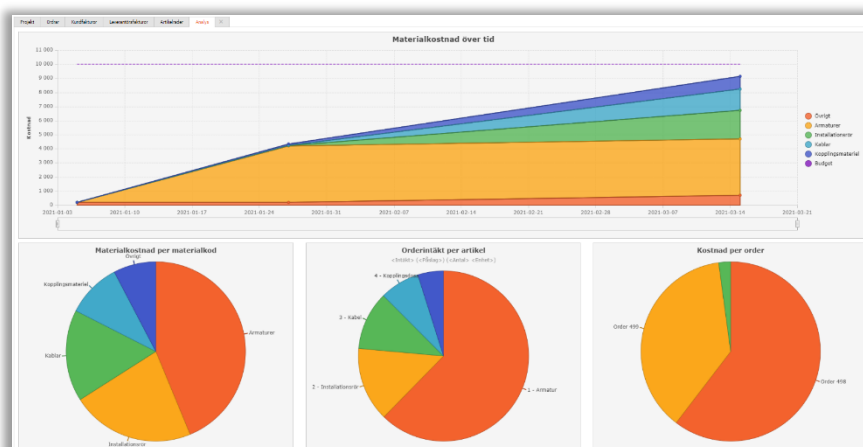 Projekt Order Kundfakturor Leverantörsfakturor Artikelrader Analys
Materialkostnad över tid
Kostnad
11 000
10 000
9 000
8 000
7 000
6 000
5 000
4 000
3 000
2 000
1 000
0
2021-01-03 2021-01-10 2021-01-17 2021-01-24 2021-01-31 2021-02-07 2021-02-14 2021-02-21 2021-02-28 2021-03-07 2021-03-14 2021-03-21
Övrigt
Armaturer
Installationsrör
Kablar
Kopplingsmateriel
Budget
Materialkostnad per materialkod
Övrigt
Kopplingsmateriel
Kablar
Armaturer
Installationsrör
Orderintäkt per artikel
4 - Kopplingsdosa
3 - Kabel
2 - Installationsrör
1 - Armatur
Kostnad per order
Order 498